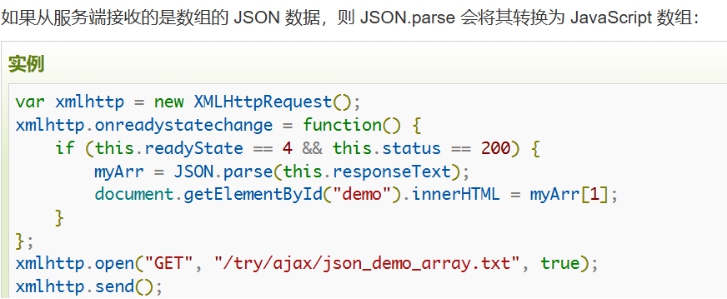 如果从服务端接收的是数组的 JSON 数据，则 JSON.parse 会将其转换为 JavaScript 数组：
实例
var xmlhttp = new XMLHttpRequest();
xmlhttp.onreadystatechange = function() {
    if (this.readyState == 4 && this.status == 200) {
        myArr = JSON.parse(this.responseText);
        document.getElementById("demo").innerHTML = myArr[1];
    }
};
xmlhttp.open("GET", "/try/ajax/json_demo_array.txt", true);
xmlhttp.send();